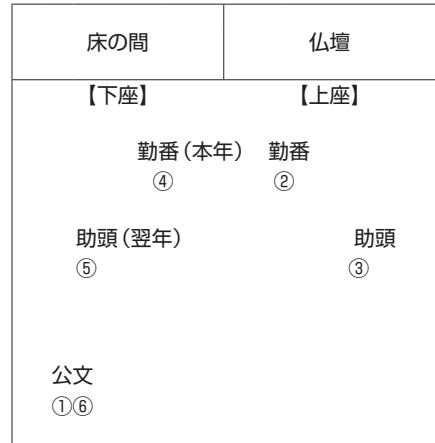 床の間 仏壇
【下座】 【上座】
勤番(本年) 勤番
④ ②
助頭(翌年) 助頭
⑤ ③
公文
①⑥